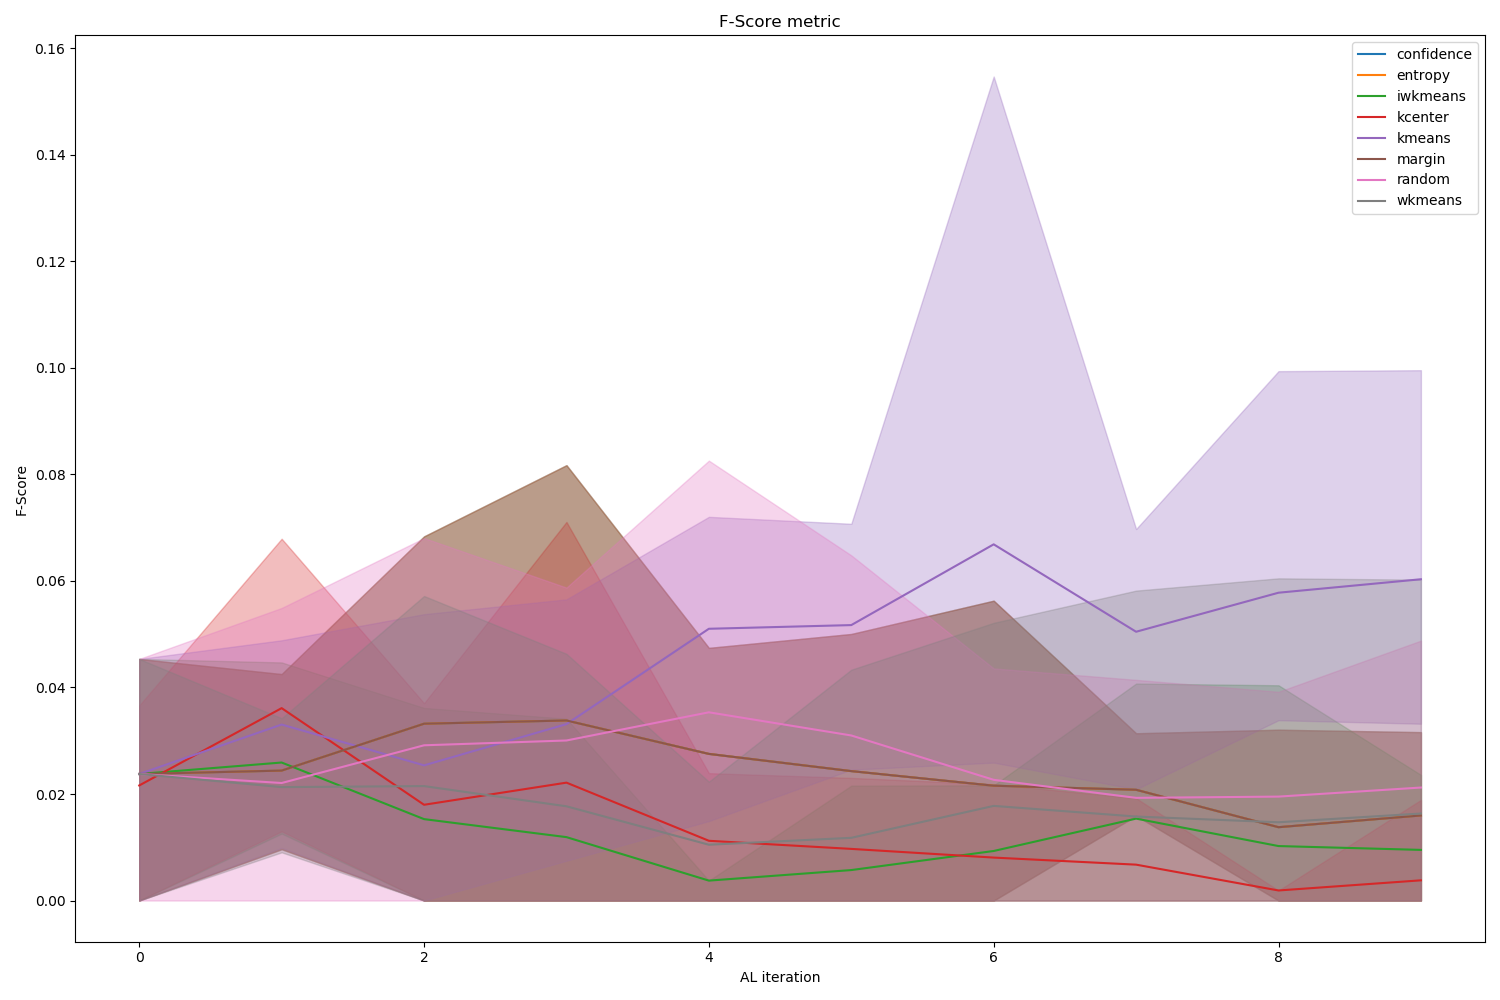 F-Score metric
0.16
0.14
0.12
0.10
0.08
0.06
0.04
0.02
0.00
F-Score
confidence
entropy
iwkmeans
kcenter
kmeans
margin
random
wkmeans
0
2
4
6
8
AL iteration